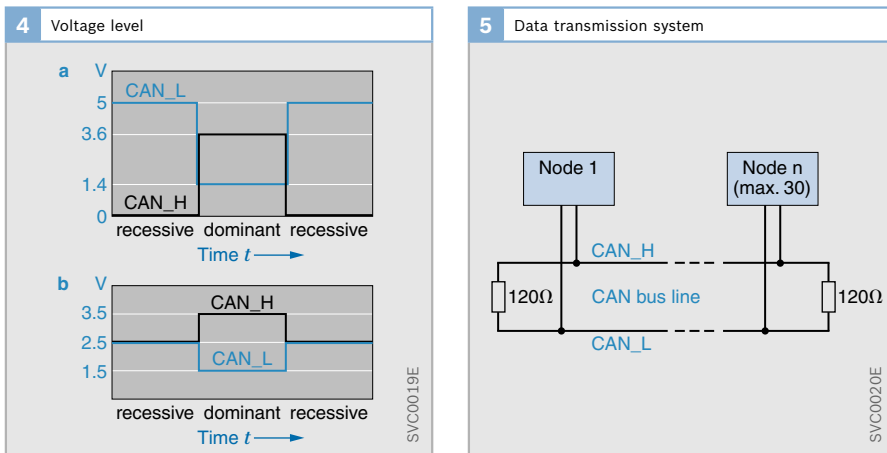 4 Voltage level
a V
CAN_L
5
3.6
1.4
CAN_H
0
recessive dominant recessive
Time t
b V
CAN_H
3.5
2.5
CAN_L
1.5
recessive dominant recessive
Time t
SVC0019E
5 Data transmission system
Node 1
Node n
(max. 30)
CAN_H
120Ω CAN bus line 120Ω
CAN_L
SVC0020E